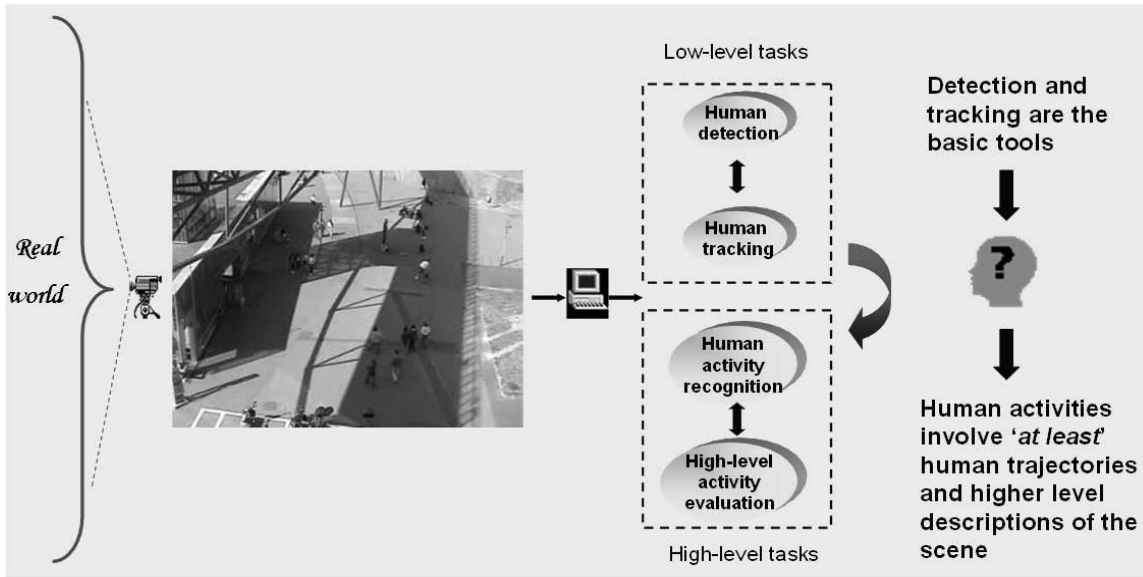 Real
world
Low-level tasks
Human
detection
Human
tracking
Human
activity
recognition
High-level
activity
evaluation
High-level tasks
Detection and
tracking are the
basic tools
?
Human activities
involve ‘at least’
human trajectories
and higher level
descriptions of the
scene